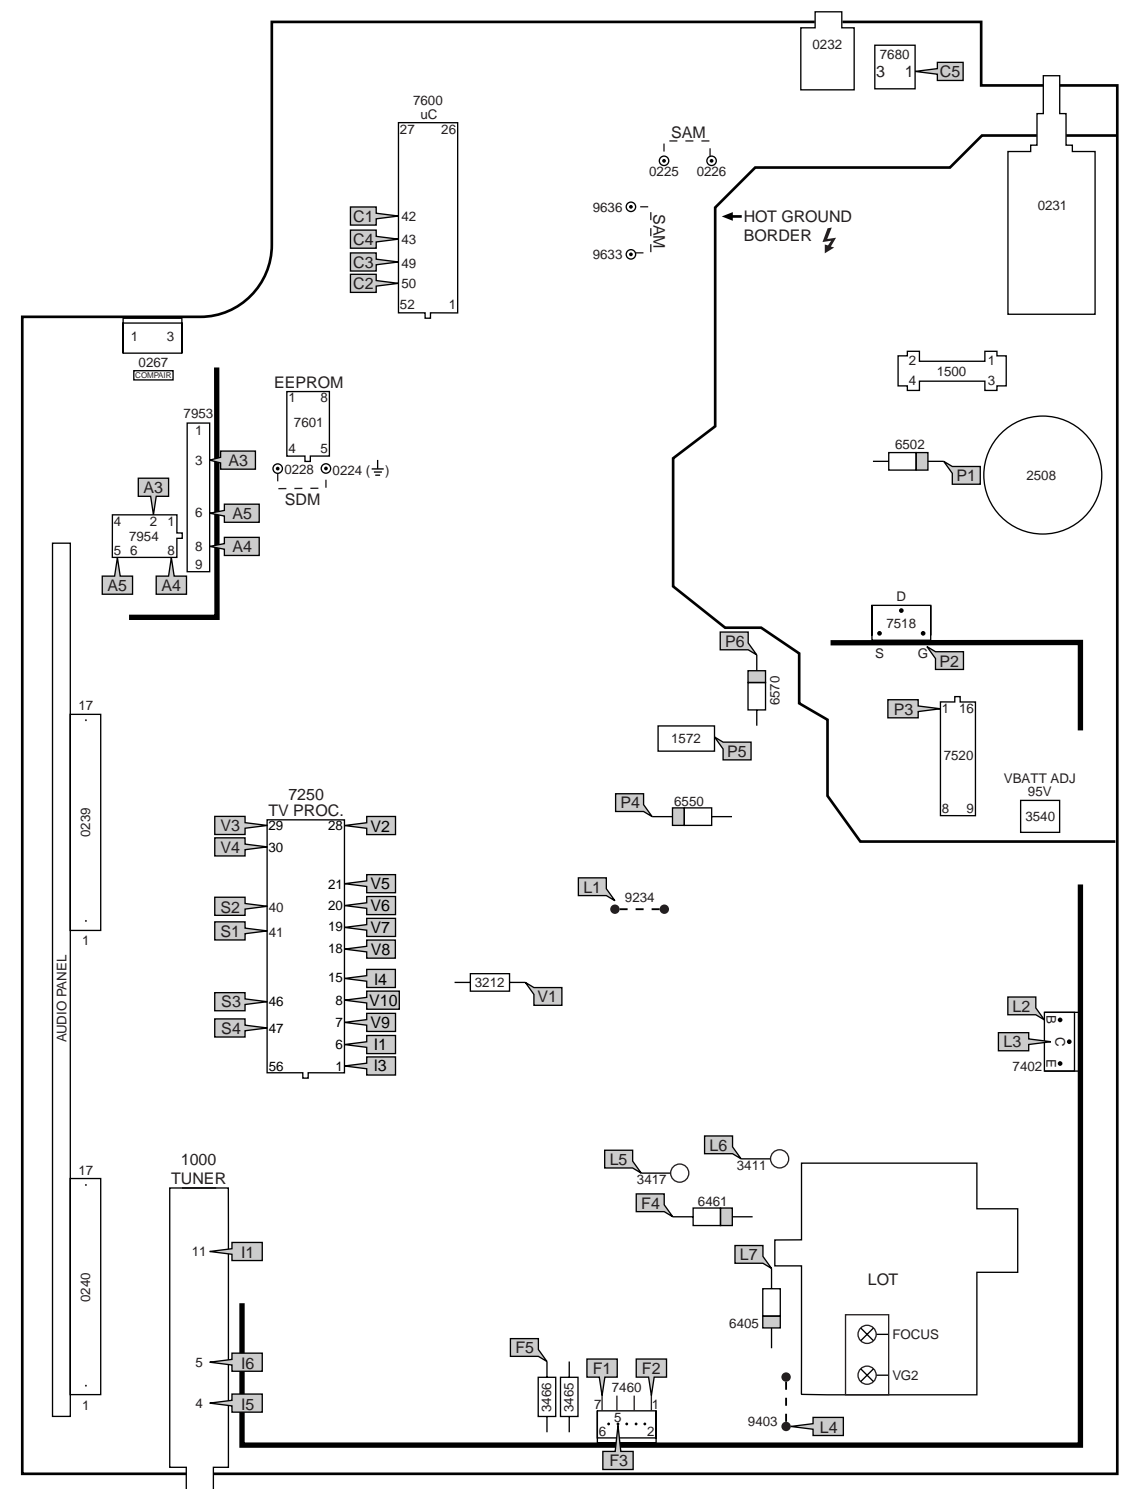 0232
7680
3 1
C5
7600
uC
27 26
SAM
0225 0226
0231
C1 42
9636
SAM
HOT GROUND
BORDER
C4 43
C3 49
9633
C2 50
52 1
1 3
0267
COMPAIR
2 1
1500
4 3
EEPROM
1 8
7601
4 5
7953
1
6502
3 A3
0228 0224
P1
2508
SDM
A3
6 A5
4 2 1
7954
8 A4
5 6 8
9
A5 A4
D
7518
S G
P2
P6
6570
17
P3
1 16
1572
P5
7520
VBATT ADJ
95V
7250
TV PROC.
P4
6550
8 9
3540
0239
V3 29 28 V2
V4 30
21 V5
L1
9234
S2 40 20 V6
S1 41 19 V7
1
18 V8
AUDIO PANEL
15 I4
3212
V1
S3 46 8 V10
L2
B
S4 47 7 V9
L3
C
6 I1
56 1 I3
7402
E
L6
3411
L5
3417
17
1000
TUNER
F4
6461
11 I1
L7
LOT
0240
6405
FOCUS
F5
5 I6
F1 7460 F2
VG2
3466
3465
4 I5
1
7 1
5
6 2
9403
L4
F3